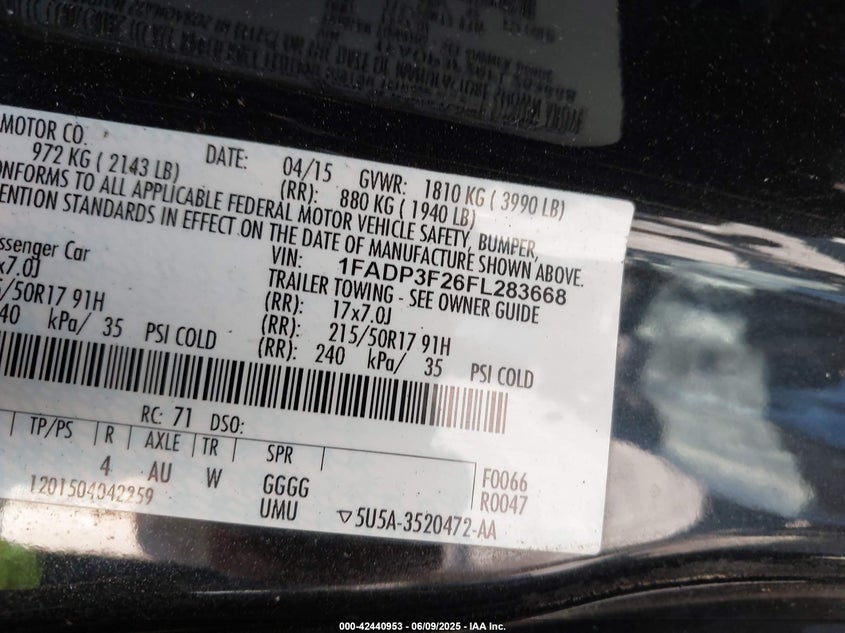 MOTOR CO.
DATE: 04/15 GVWR: 1810 KG ( 3990 LB)
972 KG ( 2143 LB) (RR): 880 KG ( 1940 LB)
ONFORMS TO ALL APPLICABLE FEDERAL MOTOR VEHICLE SAFETY, BUMPER,
ENTION STANDARDS IN EFFECT ON THE DATE OF MANUFACTURE SHOWN ABOVE.
VIN: 1FADP3F26FL283668
ssenger Car TRAILER TOWING - SEE OWNER GUIDE
x7.0J (RR): 17x7.0J
/50R17 91H (RR): 215/50R17 91H
40 kPa/ 35 PSI COLD (RR): 240 kPa/ 35 PSI COLD
RC: 71 DSO:
TP/PS R AXLE TR SPR
4 AU W GGGG F0066
1201504042259 UMU R0047
5U5A-3520472-AA
000-42440953 - 06/09/2025 - IAA Inc.